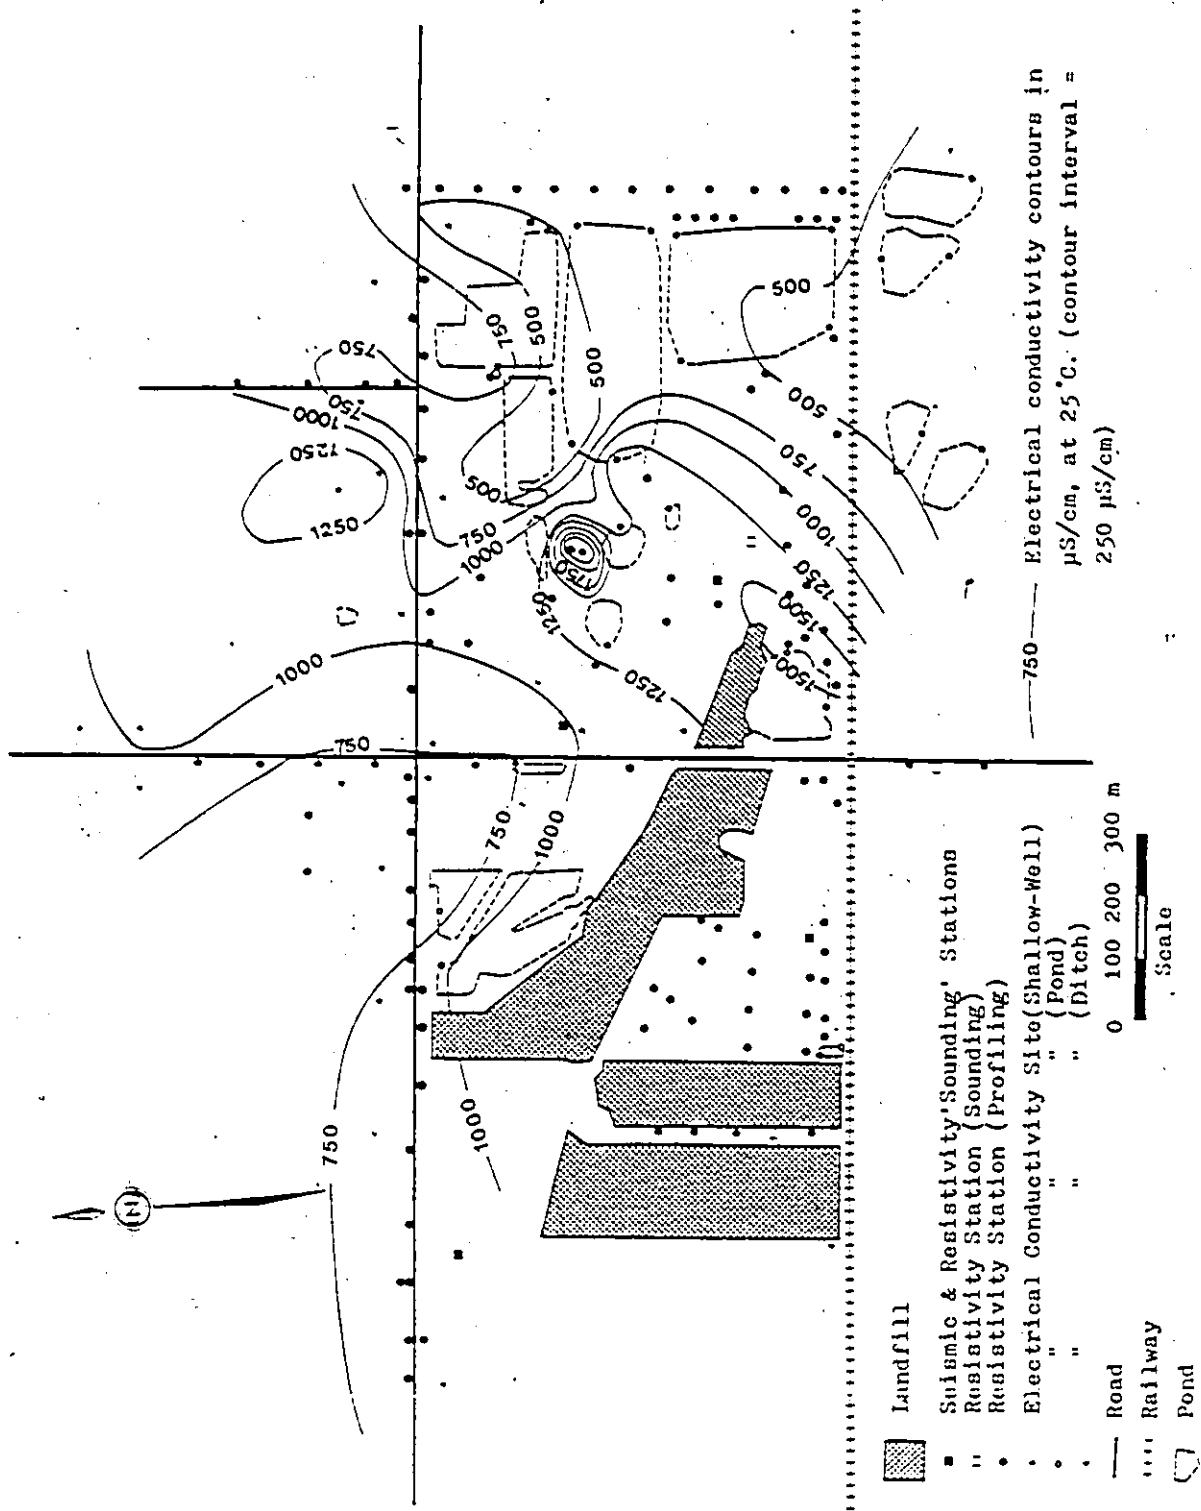 N
750
1000
750
1000
750
1000
1250
1250
1000
750
750
1000
750
500
750
500
500
500
500
750
1000
1250
1500
1500
1250
1250
1750
750
1000
—750— Electrical conductivity contours in
µS/cm, at 25°C. (contour interval =
250 µS/cm)
Landfill
Seismic & Resistivity 'Sounding' Stations
Resistivity Station (Sounding)
Resistivity Station (Profiling)
Electrical Conductivity Site (Shallow-Well)
" " " (Pond)
" " " (Ditch)
Road
Railway
Pond
0 100 200 300 m
Scale